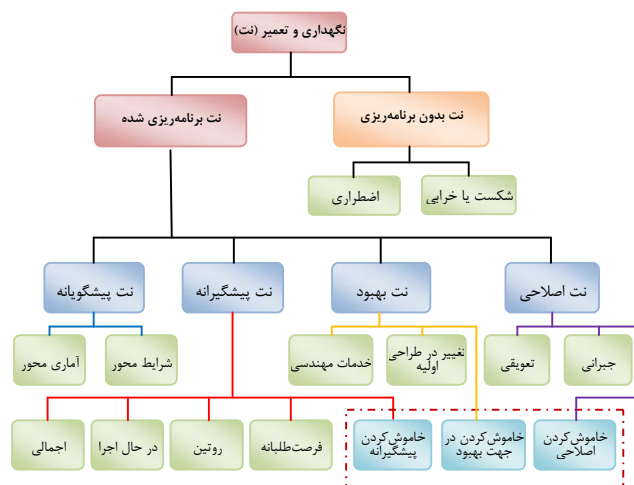 نگهداری و تعمیر (نت)
نت بدون برنامه‌ریزی
نت برنامه‌ریزی شده
شکست یا خرابی
اضطراری
نت اصلاحی
نت بهبود
نت پیشگیرانه
نت پیشگویانه
جبرانی
تعویقی
تغییر در طراحی
اولیه
خدمات مهندسی
شرایط محور
آماری محور
خاموش‌کردن
اصلاحی
خاموش‌کردن در
جهت بهبود
خاموش‌کردن
پیشگیرانه
فرصت‌طلبانه
روتین
در حال اجرا
اجمالی